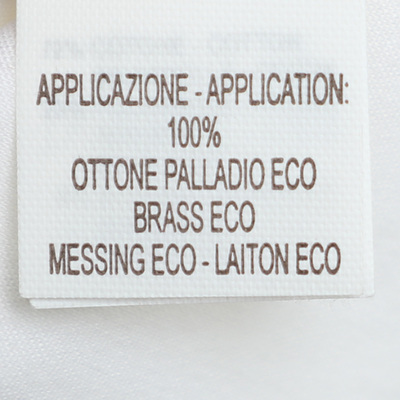 APPLICAZIONE - APPLICATION:
100%
OTTONE PALLADIO ECO
BRASS ECO
MESSING ECO - LAITON ECO